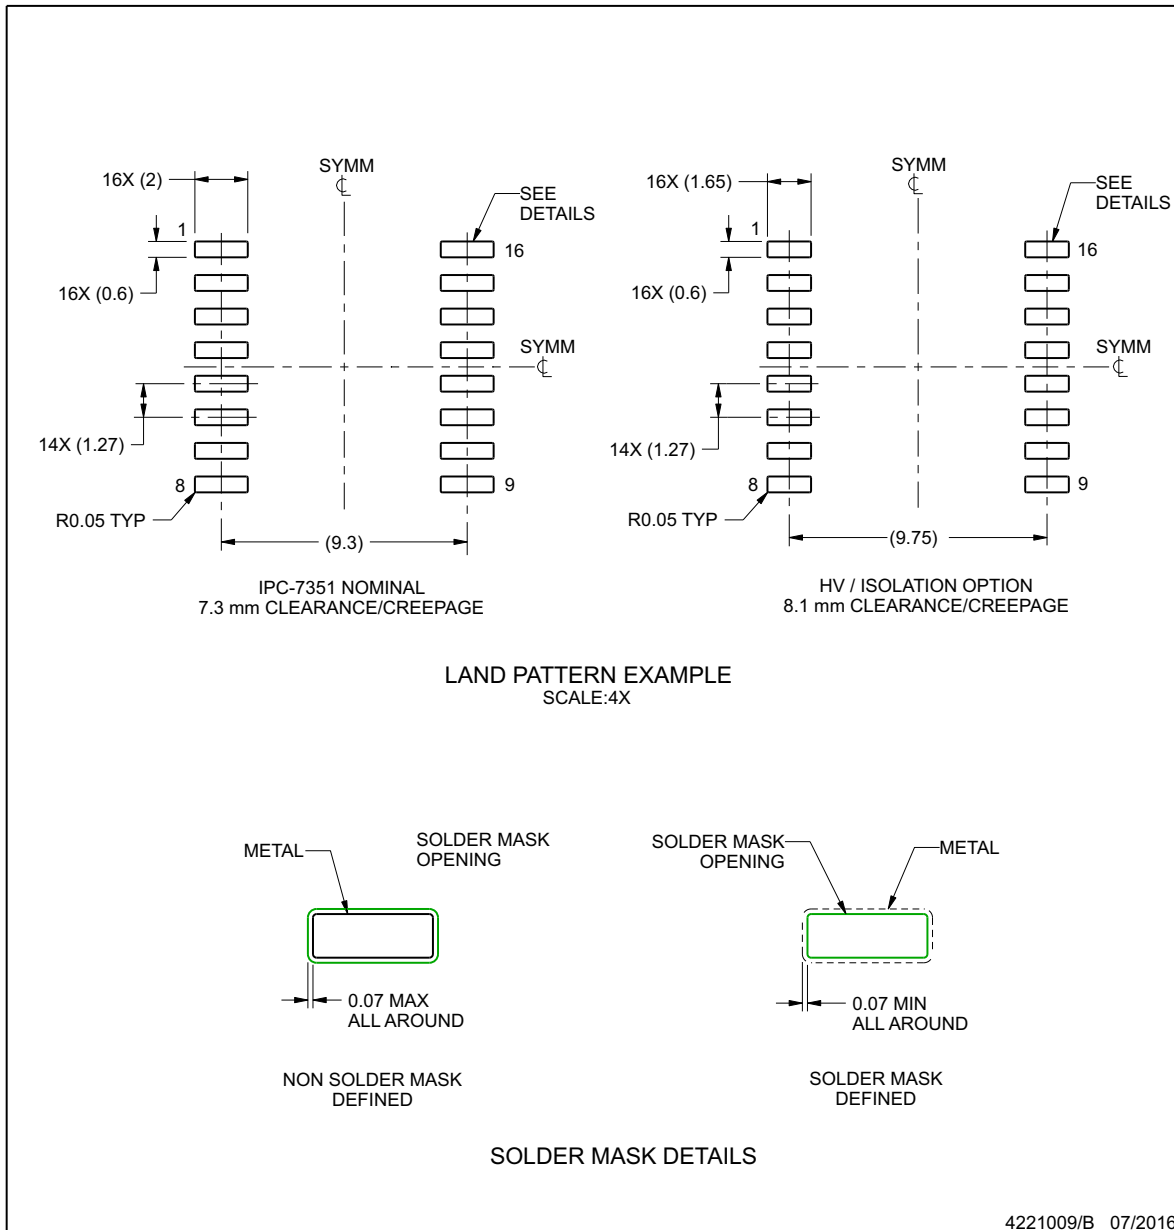 SYMM
℄
16X (2)
SEE
DETAILS
1
16
16X (0.6)
SYMM
℄
14X (1.27)
8
9
R0.05 TYP
(9.3)
IPC-7351 NOMINAL
7.3 mm CLEARANCE/CREEPAGE
SYMM
℄
16X (1.65)
SEE
DETAILS
1
16
16X (0.6)
SYMM
℄
14X (1.27)
8
9
R0.05 TYP
(9.75)
HV / ISOLATION OPTION
8.1 mm CLEARANCE/CREEPAGE
LAND PATTERN EXAMPLE
SCALE:4X
METAL
SOLDER MASK
OPENING
0.07 MAX
ALL AROUND
NON SOLDER MASK
DEFINED
SOLDER MASK
OPENING
METAL
0.07 MIN
ALL AROUND
SOLDER MASK
DEFINED
SOLDER MASK DETAILS
4221009/B 07/2016